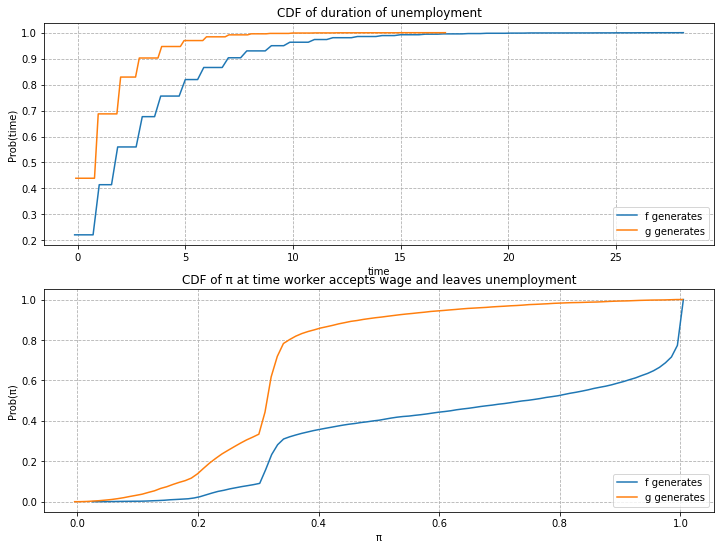 CDF of duration of unemployment
1.0
0.9
0.8
0.7
0.6
0.5
0.4
0.3
0.2
Prob(time)
f generates
g generates
0 5 10 15 20 25
time
CDF of π at time worker accepts wage and leaves unemployment
1.0
0.8
0.6
0.4
0.2
0.0
Prob(π)
f generates
g generates
0.0 0.2 0.4 0.6 0.8 1.0
π